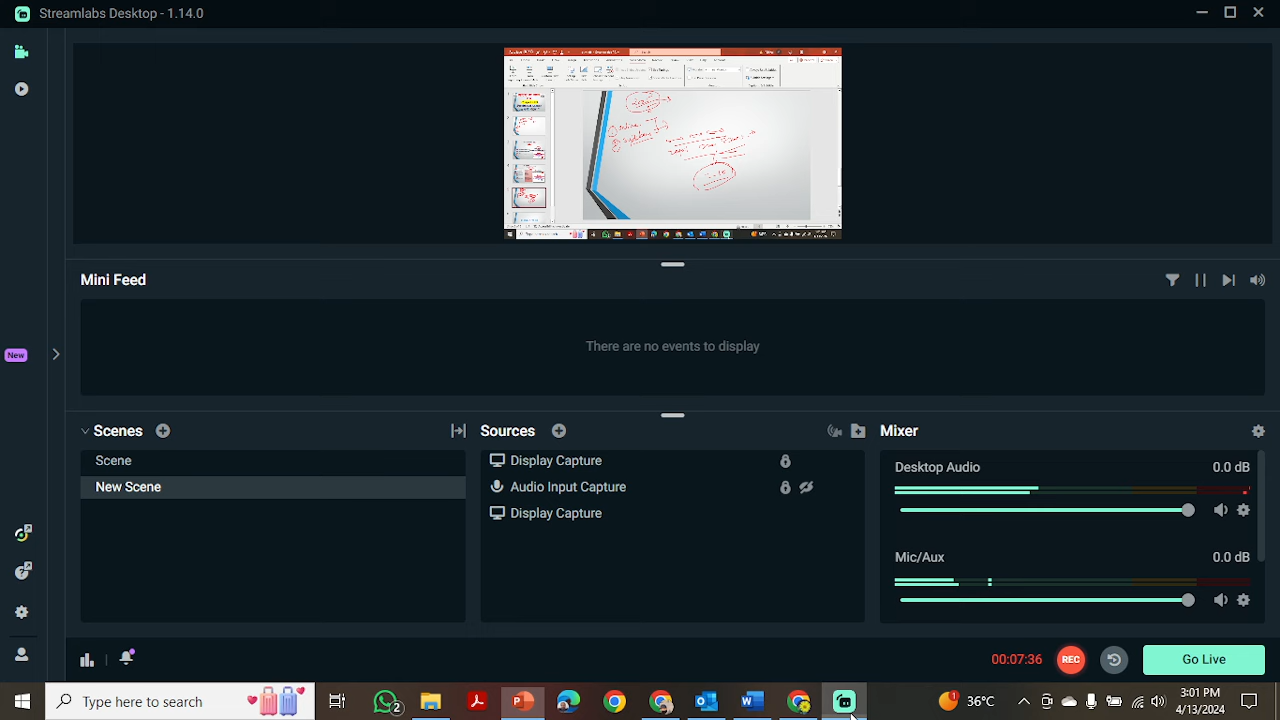 Streamlabs Desktop - 1.14.0
Mini Feed
There are no events to display
New
Scenes
Scene
New Scene
Sources
Display Capture
Audio Input Capture
Display Capture
Mixer
Desktop Audio 0.0 dB
Mic/Aux 0.0 dB
00:07:36 REC Go Live
Type here to search
2
1 36°C
3:01 PM
4/13/2024